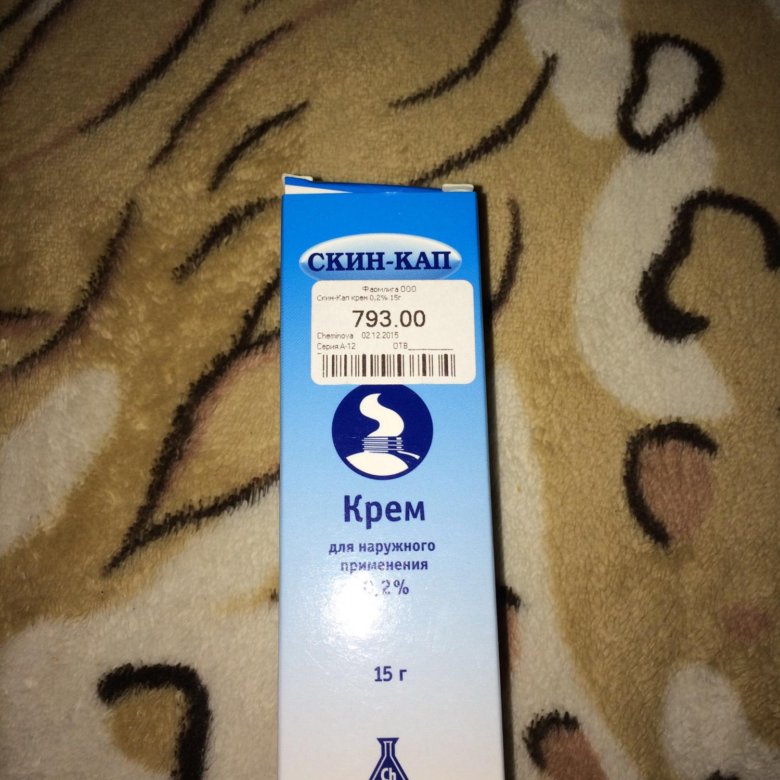 СКИН-КАП
Фармлига ООО
Скин-Кап крем 0,2% 15г
793.00
Cheminova 02.12.2015
Серия:А-12 ОТВ
Крем
для наружного
применения
0,2%
15 г
Ch